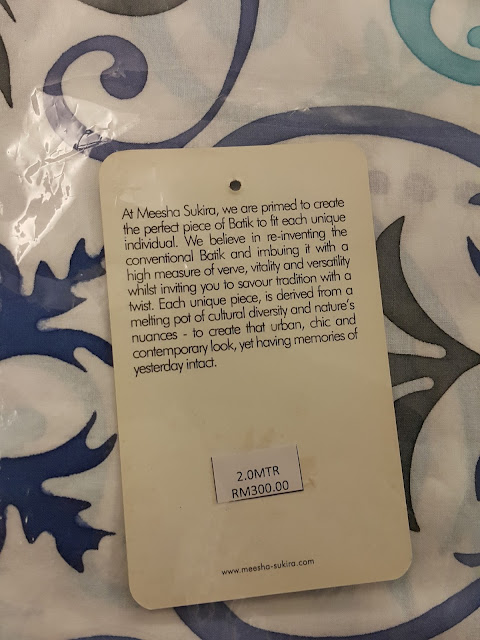 At Meesha Sukira, we are primed to create
the perfect piece of Batik to fit each unique
individual. We believe in re-inventing the
conventional Batik and imbuing it with a
high measure of verve, vitality and versatility
whilst inviting you to savour tradition with a
twist. Each unique piece, is derived from a
melting pot of cultural diversity and nature's
nuances - to create that urban, chic and
contemporary look, yet having memories of
yesterday intact.
2.0MTR
RM300.00
www.meesha-sukira.com